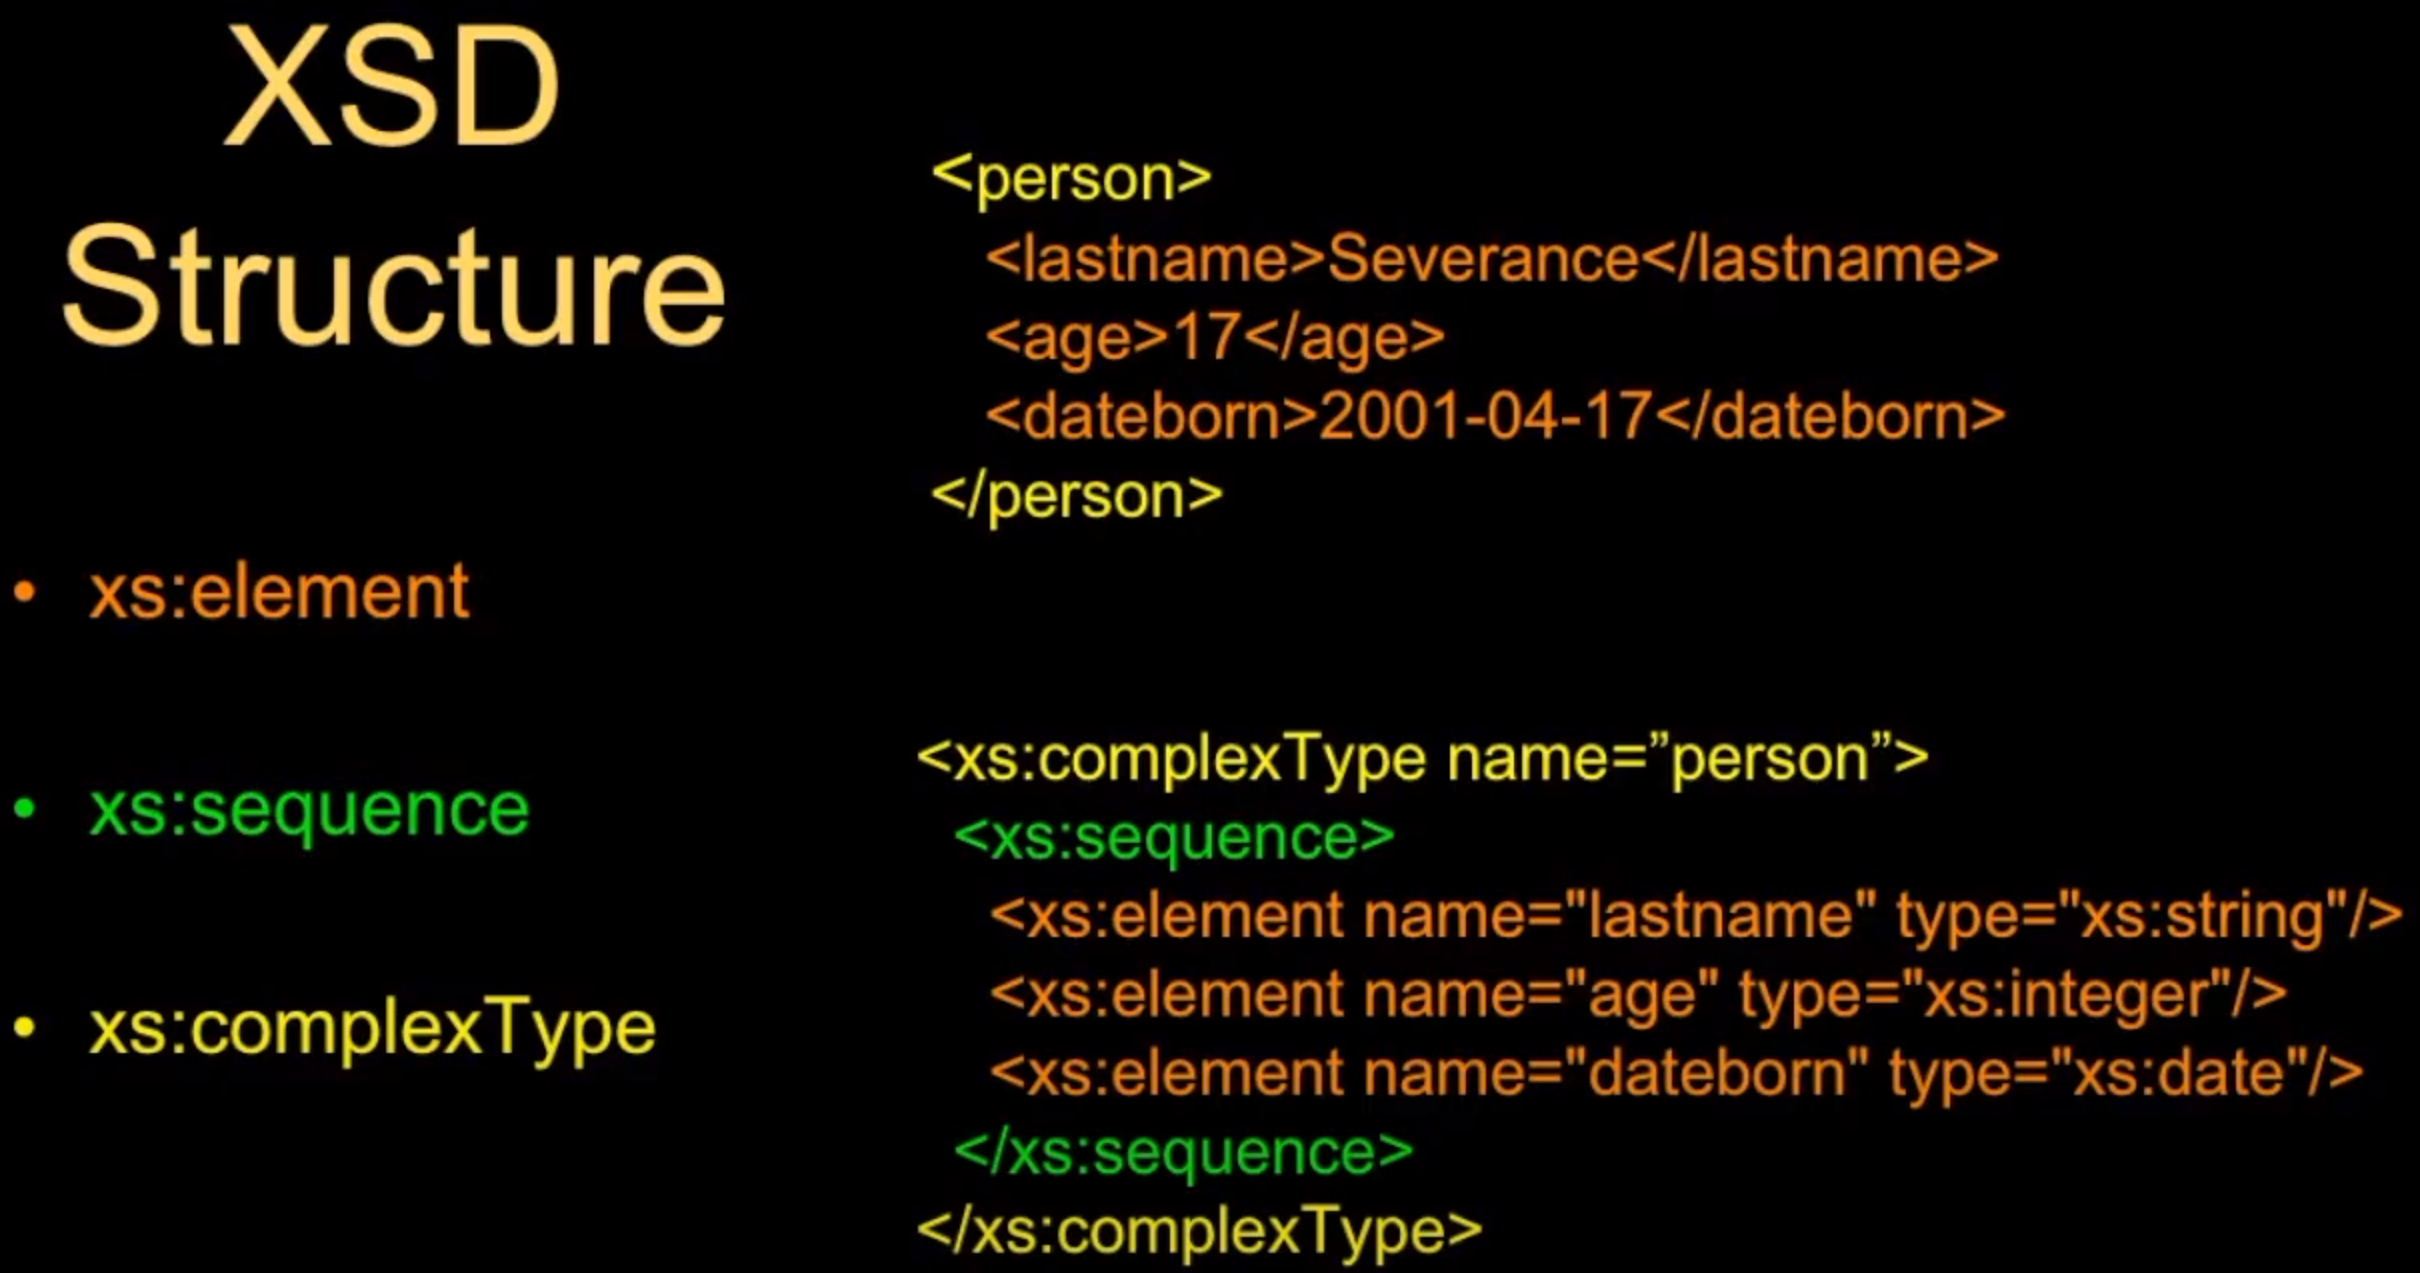 XSD
Structure
• xs:element
• xs:sequence
• xs:complexType
<person>
<lastname>Severance</lastname>
<age>17</age>
<dateborn>2001-04-17</dateborn>
</person>
<xs:complexType name=”person”>
<xs:sequence>
<xs:element name="lastname" type="xs:string"/>
<xs:element name="age" type="xs:integer"/>
<xs:element name="dateborn" type="xs:date"/>
</xs:sequence>
</xs:complexType>